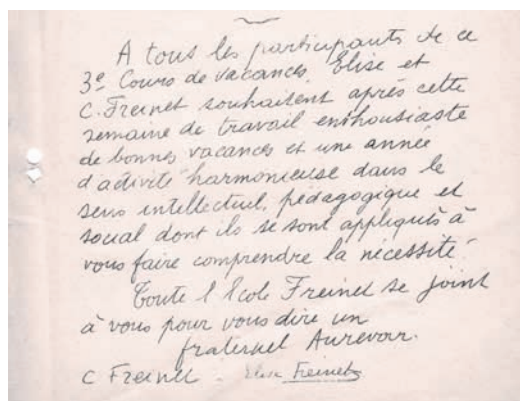 A tous les participants de ce
3e Cours de vacances, Elise et
C. Freinet souhaitent après cette
semaine de travail enthousiaste
de bonnes vacances et une année
d'activité harmonieuse dans le
sens intellectuel, pédagogique et
social dont ils se sont appliqués à
vous faire comprendre la nécessité.
Toute l'Ecole Freinet se joint
à vous pour vous dire un
fraternel Aurevoir.
C Freinet. Elise Freinet